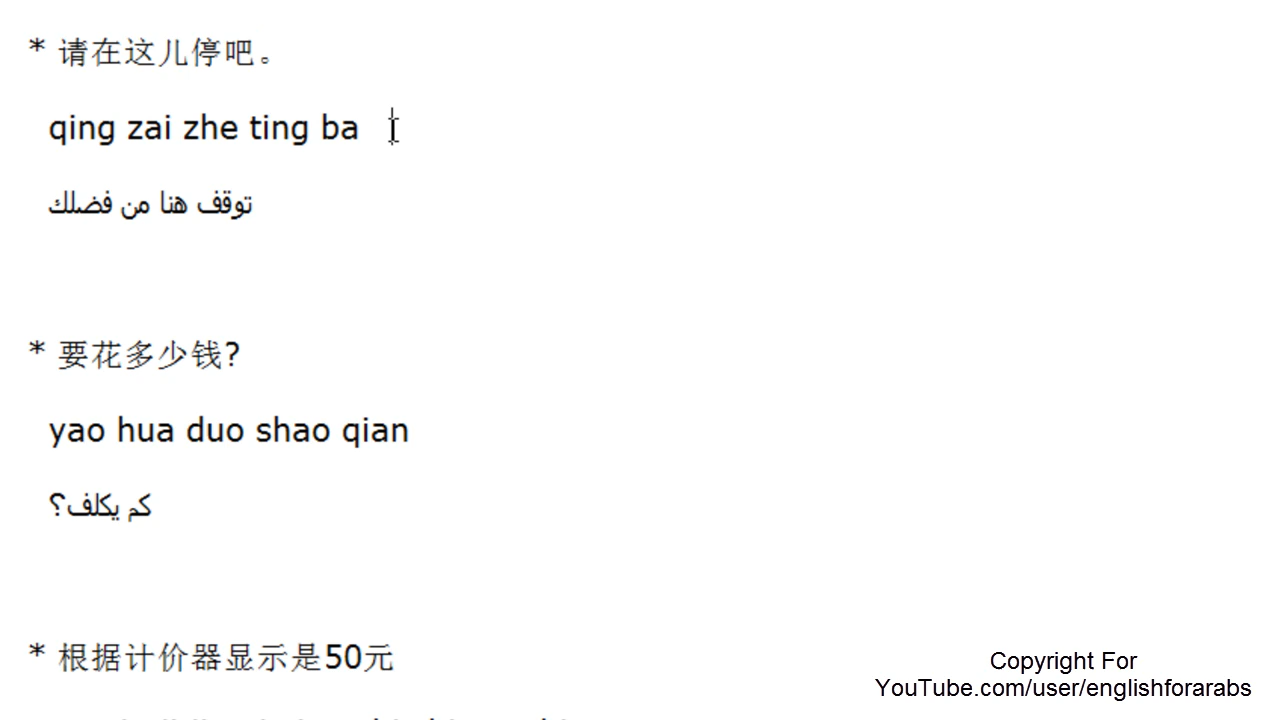 * 请在这儿停吧。
qing zai zhe ting ba
توقف هنا من فضلك
* 要花多少钱?
yao hua duo shao qian
كم يكلف؟
* 根据计价器显示是50元
Copyright For
YouTube.com/user/englishforarabs